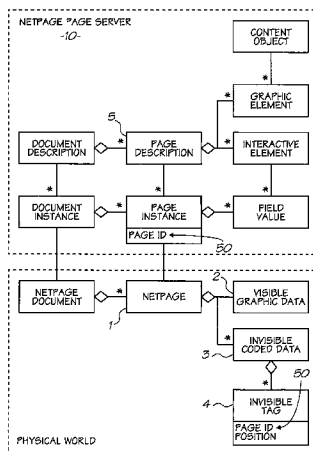 NETPAGE PAGE SERVER
-10-
CONTENT
OBJECT
*
GRAPHIC
ELEMENT
5
*
DOCUMENT
DESCRIPTION
*
PAGE
DESCRIPTION
*
INTERACTIVE
ELEMENT
*
*
*
DOCUMENT
INSTANCE
*
PAGE
INSTANCE
*
FIELD
VALUE
PAGE ID
50
NETPAGE
DOCUMENT
*
NETPAGE
1
2
VISIBLE
GRAPHIC DATA
*
INVISIBLE
CODED DATA
3
*
4
INVISIBLE
TAG
50
PAGE ID
POSITION
PHYSICAL WORLD